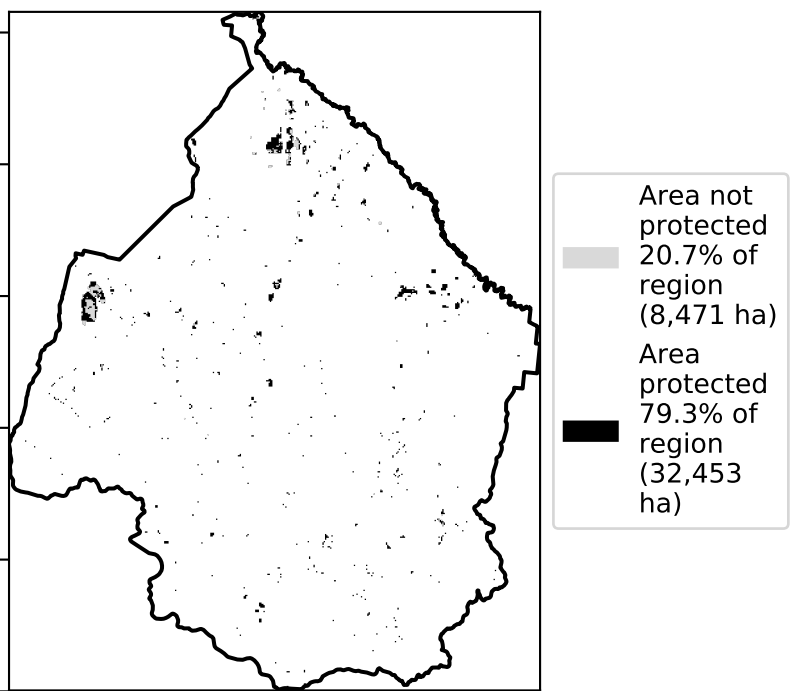 Area not
protected
20.7% of
region
(8,471 ha)
Area
protected
79.3% of
region
(32,453
ha)